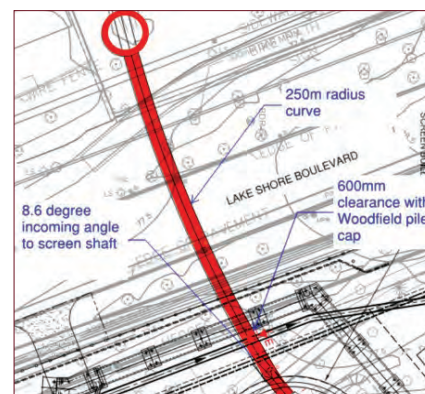 250m radius
curve
LAKE SHORE BOULEVARD
8.6 degree
incoming angle
to screen shaft
600mm
clearance with
Woodfield pile
cap